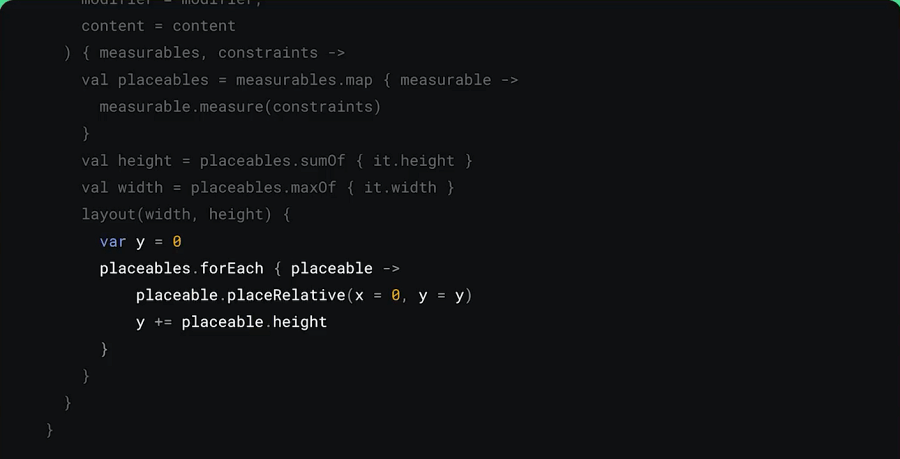 modifier = modifier,
content = content
) { measurables, constraints ->
val placeables = measurables.map { measurable ->
measurable.measure(constraints)
}
val height = placeables.sumOf { it.height }
val width = placeables.maxOf { it.width }
layout(width, height) {
var y = 0
placeables.forEach { placeable ->
placeable.placeRelative(x = 0, y = y)
y += placeable.height
}
}
}
}